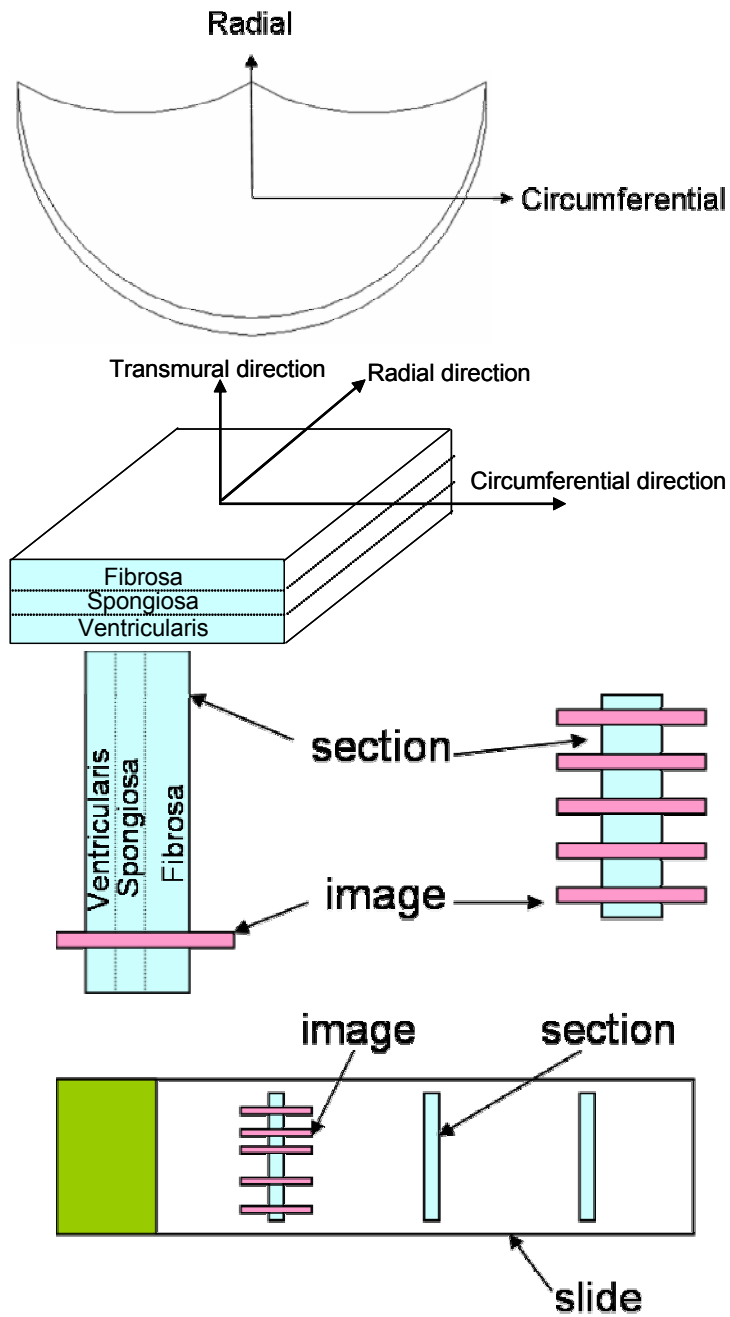 Radial
Circumferential
Transmural direction
Radial direction
Circumferential direction
Fibrosa
Spongiosa
Ventricularis
Ventricularis
Spongiosa
Fibrosa
section
image
image
section
slide